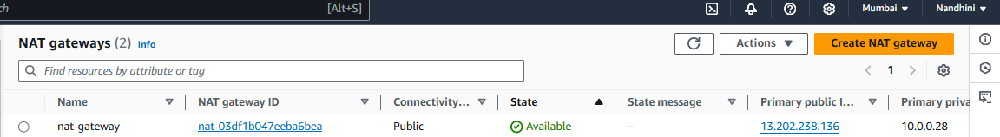 ch [Alt+S] Mumbai Nandhini
NAT gateways (2) Info Actions Create NAT gateway
Find resources by attribute or tag 1
Name NAT gateway ID Connectivity... State State message Primary public I... Primary priva
nat-gateway nat-03df1b047eeba6bea Public Available – 13.202.238.136 10.0.0.28